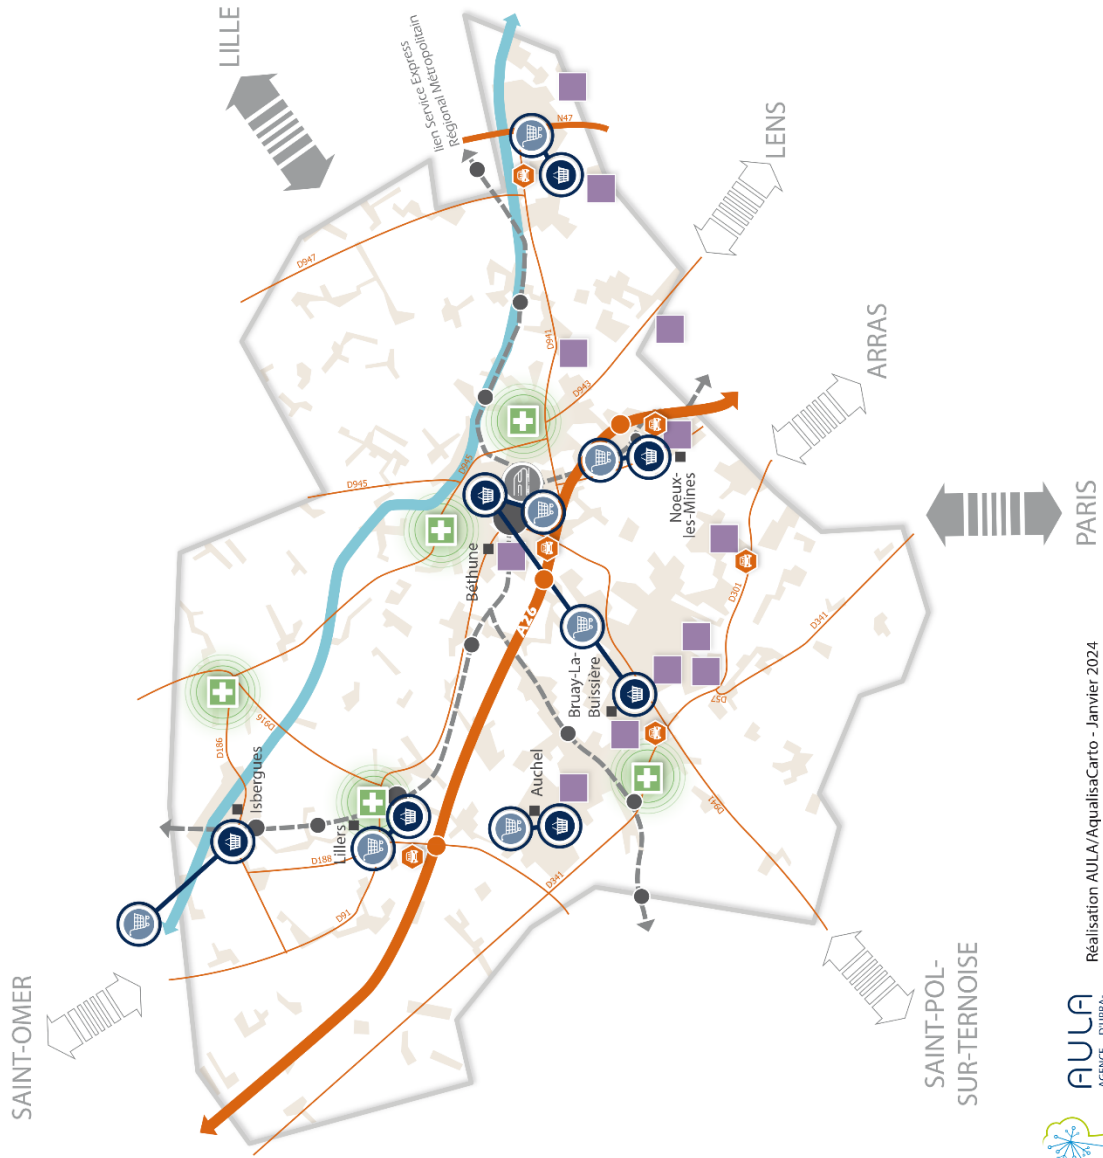 LILLE
lien Service Express
Régional Métropolitain
N47
LENS
D947
D941
D943
ARRAS
D945
D945
Noeux-
les-Mines
Béthune
PARIS
A26
D301
D341
Bruay-La-
Buissière
D57
D916
D186
Isbergues
Auchel
Lillers
D188
D341
D941
D91
SAINT-OMER
SAINT-POL-
SUR-TERNOISE
AULA
Réalisation AULA/AqualisaCarto - Janvier 2024